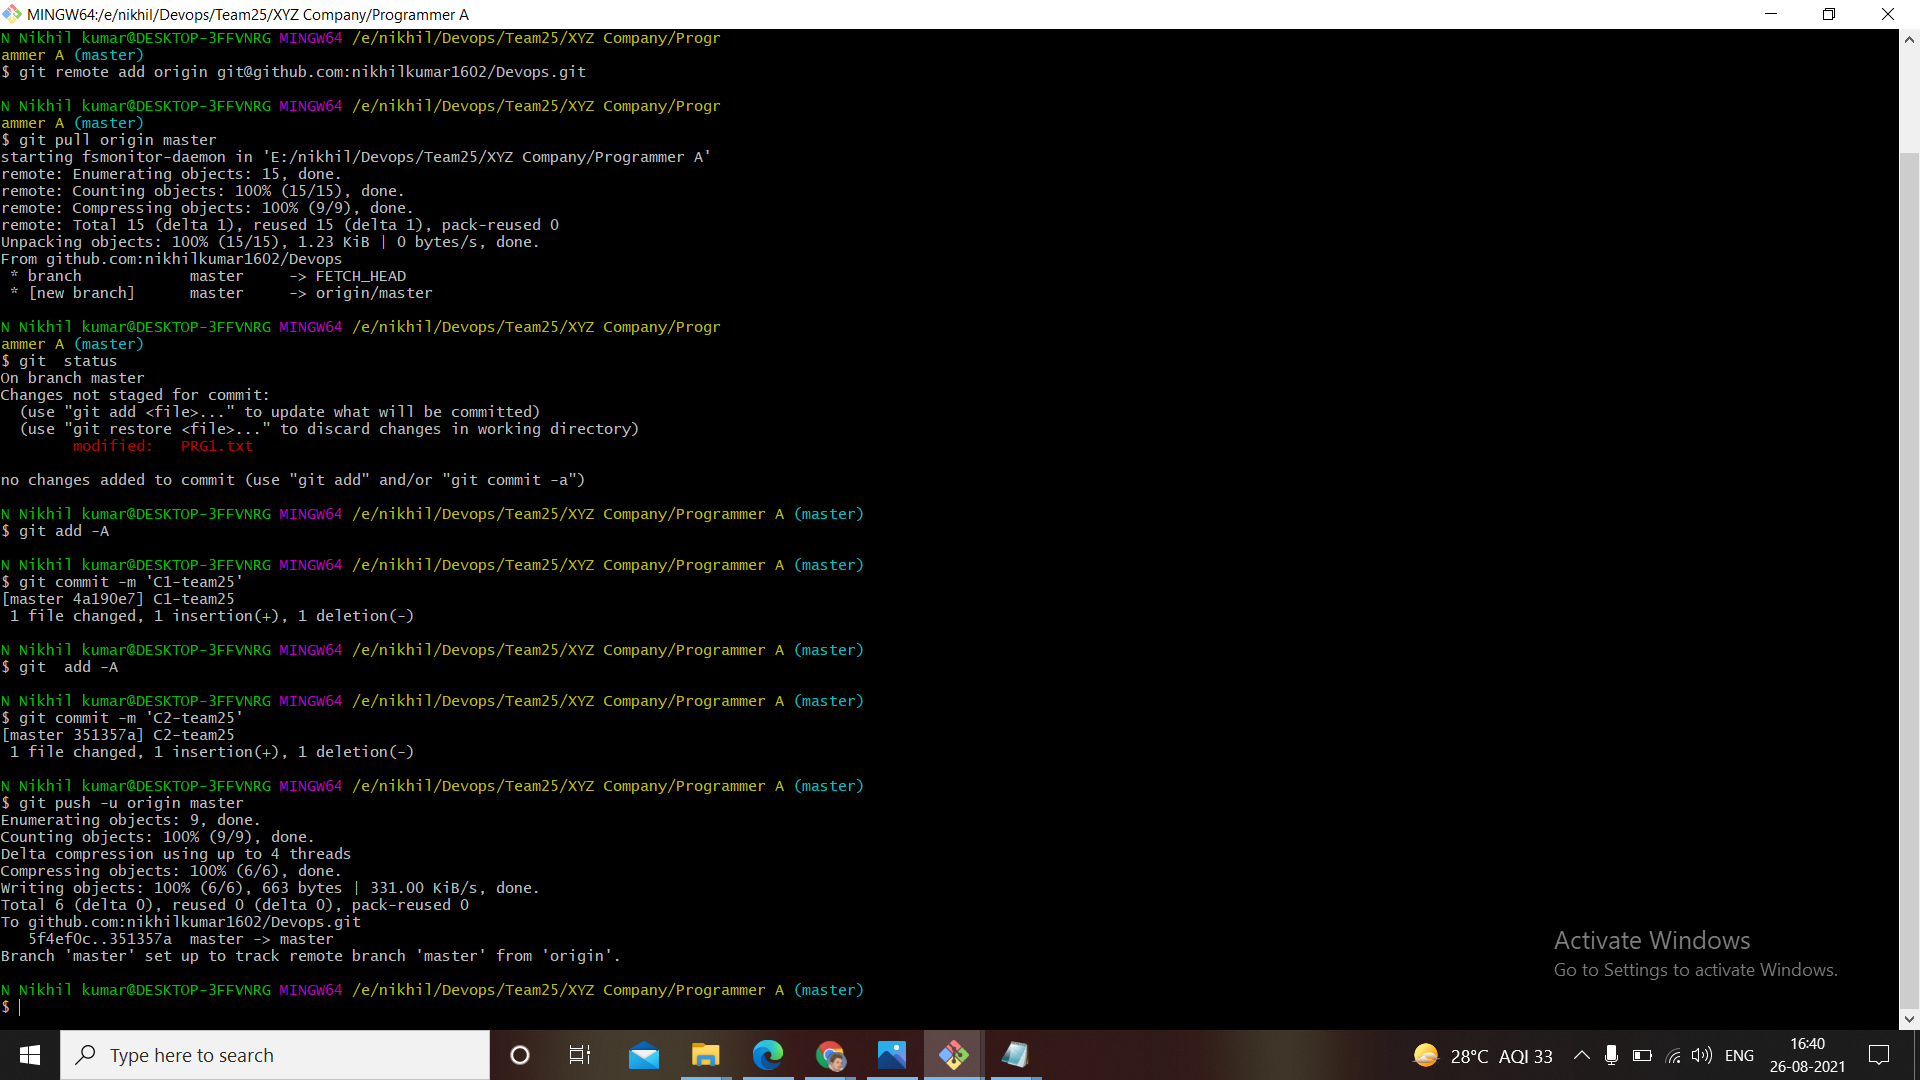 MINGW64:/e/nikhil/Devops/Team25/XYZ Company/Programmer A
N Nikhil kumar@DESKTOP-3FFVNRG MINGW64 /e/nikhil/Devops/Team25/XYZ Company/Progr
ammer A (master)
$ git remote add origin git@github.com:nikhilkumar1602/Devops.git
N Nikhil kumar@DESKTOP-3FFVNRG MINGW64 /e/nikhil/Devops/Team25/XYZ Company/Progr
ammer A (master)
$ git pull origin master
starting fsmonitor-daemon in 'E:/nikhil/Devops/Team25/XYZ Company/Programmer A'
remote: Enumerating objects: 15, done.
remote: Counting objects: 100% (15/15), done.
remote: Compressing objects: 100% (9/9), done.
remote: Total 15 (delta 1), reused 15 (delta 1), pack-reused 0
Unpacking objects: 100% (15/15), 1.23 KiB | 0 bytes/s, done.
From github.com:nikhilkumar1602/Devops
 * branch            master     -> FETCH_HEAD
 * [new branch]      master     -> origin/master
N Nikhil kumar@DESKTOP-3FFVNRG MINGW64 /e/nikhil/Devops/Team25/XYZ Company/Progr
ammer A (master)
$ git  status
On branch master
Changes not staged for commit:
  (use "git add <file>..." to update what will be committed)
  (use "git restore <file>..." to discard changes in working directory)
        modified:   PRG1.txt
no changes added to commit (use "git add" and/or "git commit -a")
N Nikhil kumar@DESKTOP-3FFVNRG MINGW64 /e/nikhil/Devops/Team25/XYZ Company/Programmer A (master)
$ git add -A
N Nikhil kumar@DESKTOP-3FFVNRG MINGW64 /e/nikhil/Devops/Team25/XYZ Company/Programmer A (master)
$ git commit -m 'C1-team25'
[master 4a190e7] C1-team25
 1 file changed, 1 insertion(+), 1 deletion(-)
N Nikhil kumar@DESKTOP-3FFVNRG MINGW64 /e/nikhil/Devops/Team25/XYZ Company/Programmer A (master)
$ git  add -A
N Nikhil kumar@DESKTOP-3FFVNRG MINGW64 /e/nikhil/Devops/Team25/XYZ Company/Programmer A (master)
$ git commit -m 'C2-team25'
[master 351357a] C2-team25
 1 file changed, 1 insertion(+), 1 deletion(-)
N Nikhil kumar@DESKTOP-3FFVNRG MINGW64 /e/nikhil/Devops/Team25/XYZ Company/Programmer A (master)
$ git push -u origin master
Enumerating objects: 9, done.
Counting objects: 100% (9/9), done.
Delta compression using up to 4 threads
Compressing objects: 100% (6/6), done.
Writing objects: 100% (6/6), 663 bytes | 331.00 KiB/s, done.
Total 6 (delta 0), reused 0 (delta 0), pack-reused 0
To github.com:nikhilkumar1602/Devops.git
   5f4ef0c..351357a  master -> master
Branch 'master' set up to track remote branch 'master' from 'origin'.
N Nikhil kumar@DESKTOP-3FFVNRG MINGW64 /e/nikhil/Devops/Team25/XYZ Company/Programmer A (master)
$
Activate Windows
Go to Settings to activate Windows.
Type here to search
28°C AQI 33
ENG
16:40
26-08-2021